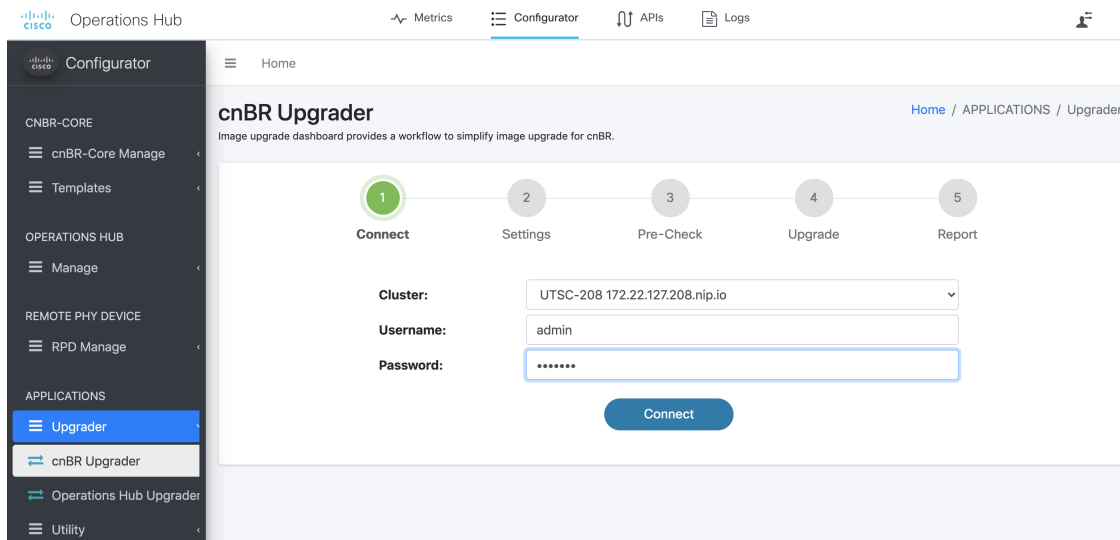 CISCO Operations Hub Metrics Configurator APIs Logs
CISCO Configurator Home
cnBR Upgrader Home / APPLICATIONS / Upgrader
Image upgrade dashboard provides a workflow to simplify image upgrade for cnBR.
CNBR-CORE
cnBR-Core Manage
Templates
OPERATIONS HUB
Manage
REMOTE PHY DEVICE
RPD Manage
APPLICATIONS
Upgrader
cnBR Upgrader
Operations Hub Upgrader
Utility
1 2 3 4 5
Connect Settings Pre-Check Upgrade Report
Cluster: UTSC-208 172.22.127.208.nip.io
Username: admin
Password: •••••••
Connect